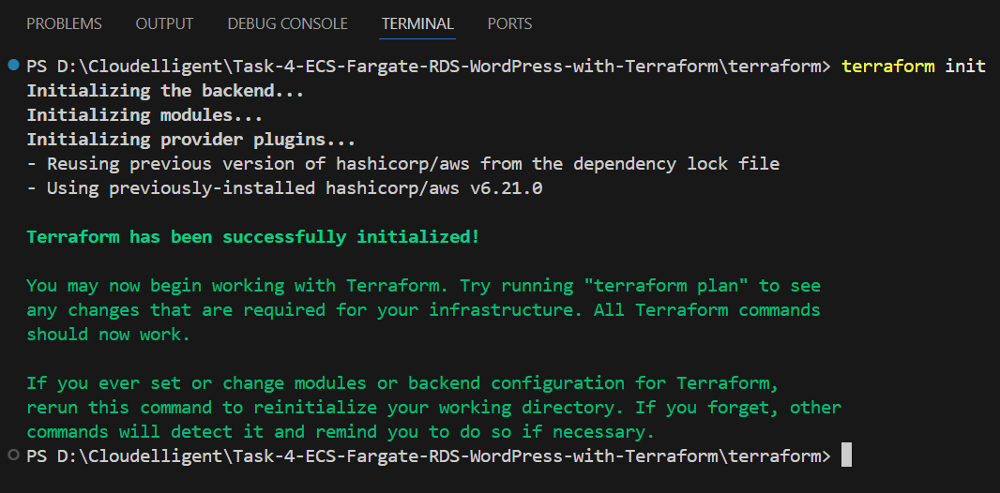 PROBLEMS OUTPUT DEBUG CONSOLE TERMINAL PORTS
PS D:\Cloudelligent\Task-4-ECS-Fargate-RDS-WordPress-with-Terraform\terraform> terraform init
Initializing the backend...
Initializing modules...
Initializing provider plugins...
- Reusing previous version of hashicorp/aws from the dependency lock file
- Using previously-installed hashicorp/aws v6.21.0
Terraform has been successfully initialized!
You may now begin working with Terraform. Try running "terraform plan" to see
any changes that are required for your infrastructure. All Terraform commands
should now work.
If you ever set or change modules or backend configuration for Terraform,
rerun this command to reinitialize your working directory. If you forget, other
commands will detect it and remind you to do so if necessary.
PS D:\Cloudelligent\Task-4-ECS-Fargate-RDS-WordPress-with-Terraform\terraform>